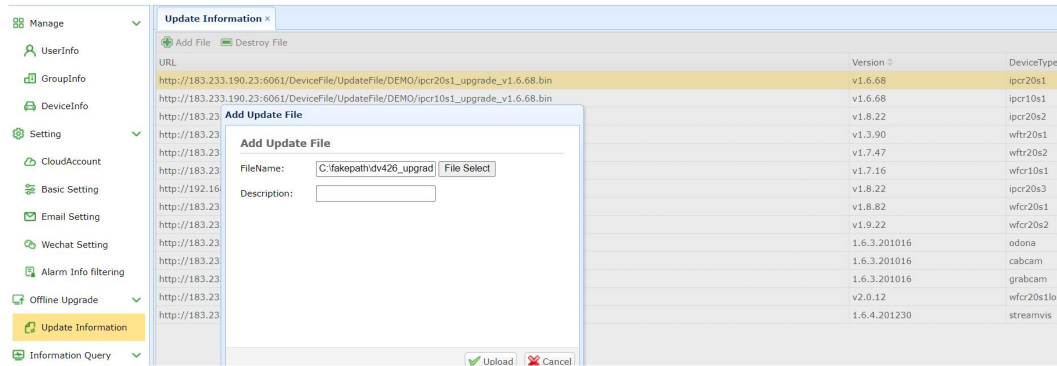 Manage
UserInfo
GroupInfo
DeviceInfo
Setting
CloudAccount
Basic Setting
Email Setting
Wechat Setting
Alarm Info filtering
Offline Upgrade
Update Information
Information Query
Update Information ×
Add File Destroy File
URL Version DeviceType
http://183.233.190.23:6061/DeviceFile/UpdateFile/DEMO/ipcr20s1_upgrade_v1.6.68.bin v1.6.68 ipcr20s1
http://183.233.190.23:6061/DeviceFile/UpdateFile/DEMO/ipcr10s1_upgrade_v1.6.68.bin v1.6.68 ipcr10s1
http://183.23 v1.8.22 ipcr20s2
http://183.23 v1.3.90 wftr20s1
http://183.23 v1.7.47 wftr20s2
http://183.23 v1.7.16 wfcr10s1
http://192.16 v1.8.22 ipcr20s3
http://183.23 v1.8.82 wfcr20s1
http://183.23 v1.9.22 wfcr20s2
http://183.23 1.6.3.201016 odona
http://183.23 1.6.3.201016 cabcam
http://183.23 1.6.3.201016 grabcam
http://183.23 v2.0.12 wfcr20s1lo
http://183.23 1.6.4.201230 streamvis
Add Update File
Add Update File
FileName: C:\fakepath\dv426_upgrad File Select
Description:
Upload Cancel